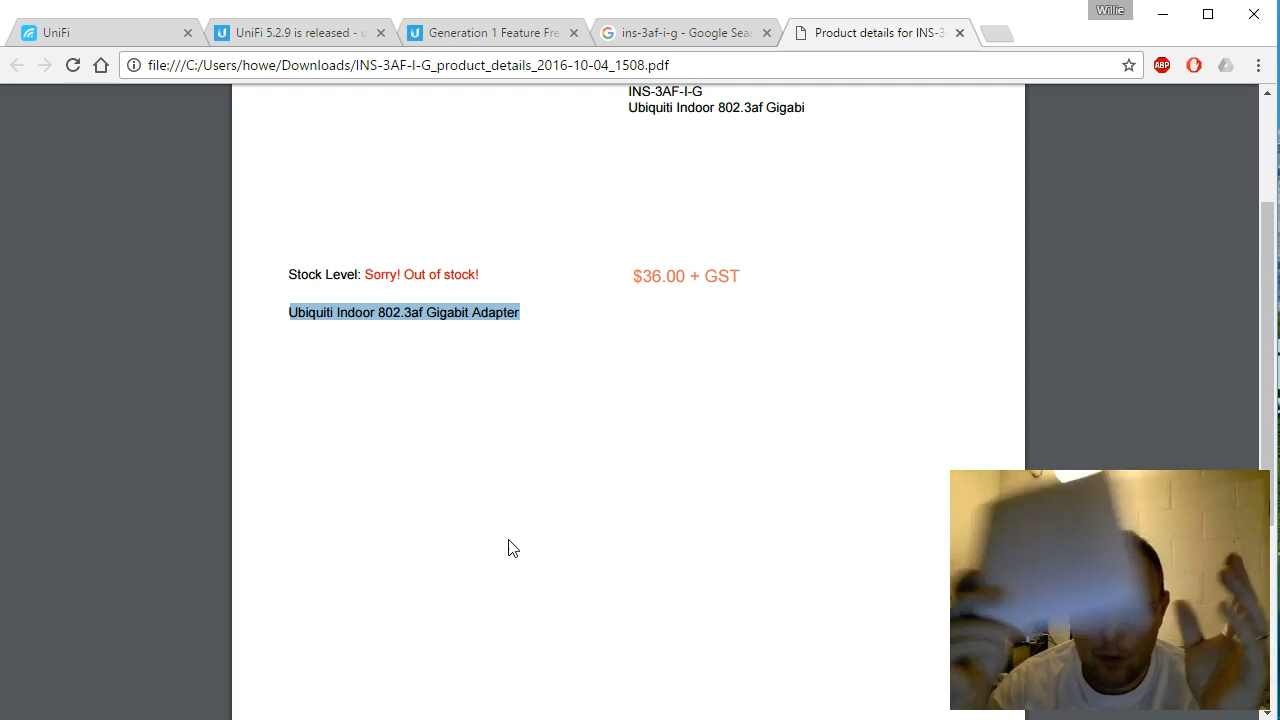 Willie
UniFi
UniFi 5.2.9 is released - u
Generation 1 Feature Fre
ins-3af-i-g - Google Sear
Product details for INS-3
file:///C:/Users/howe/Downloads/INS-3AF-I-G_product_details_2016-10-04_1508.pdf
ABP
INS-3AF-I-G
Ubiquiti Indoor 802.3af Gigabi
Stock Level: Sorry! Out of stock!
$36.00 + GST
Ubiquiti Indoor 802.3af Gigabit Adapter